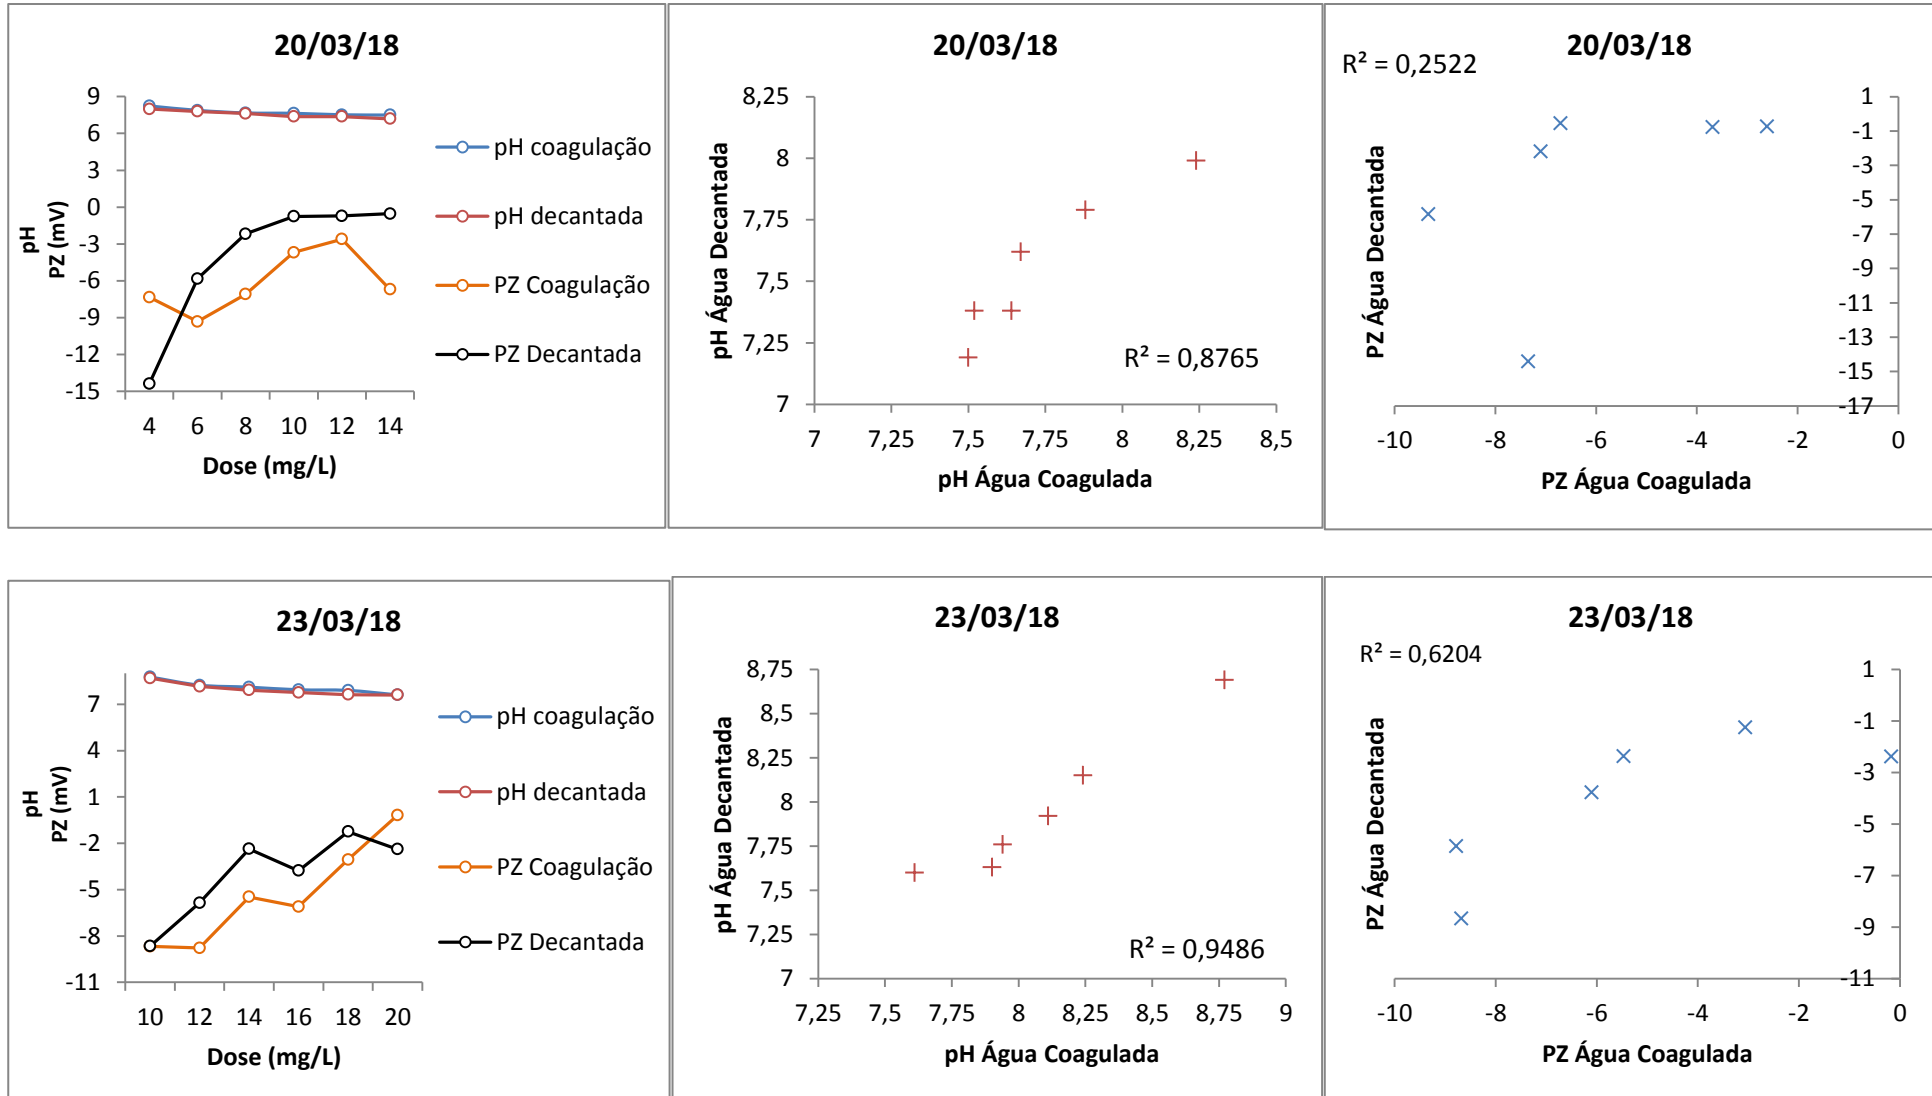 20/03/18
9
6
3
0
-3
-6
-9
-12
-15
pH
PZ (mV)
4 6 8 10 12 14
Dose (mg/L)
pH coagulação
pH decantada
PZ Coagulação
PZ Decantada
20/03/18
8,25
8
7,75
7,5
7,25
7
pH Água Decantada
R² = 0,8765
7 7,25 7,5 7,75 8 8,25 8,5
pH Água Coagulada
20/03/18
R² = 0,2522
PZ Água Decantada
1
-1
-3
-5
-7
-9
-11
-13
-15
-17
-10 -8 -6 -4 -2 0
PZ Água Coagulada
23/03/18
7
4
1
-2
-5
-8
-11
pH
PZ (mV)
10 12 14 16 18 20
Dose (mg/L)
pH coagulação
pH decantada
PZ Coagulação
PZ Decantada
23/03/18
8,75
8,5
8,25
8
7,75
7,5
7,25
7
pH Água Decantada
R² = 0,9486
7,25 7,5 7,75 8 8,25 8,5 8,75 9
pH Água Coagulada
23/03/18
R² = 0,6204
PZ Água Decantada
1
-1
-3
-5
-7
-9
-11
-10 -8 -6 -4 -2 0
PZ Água Coagulada